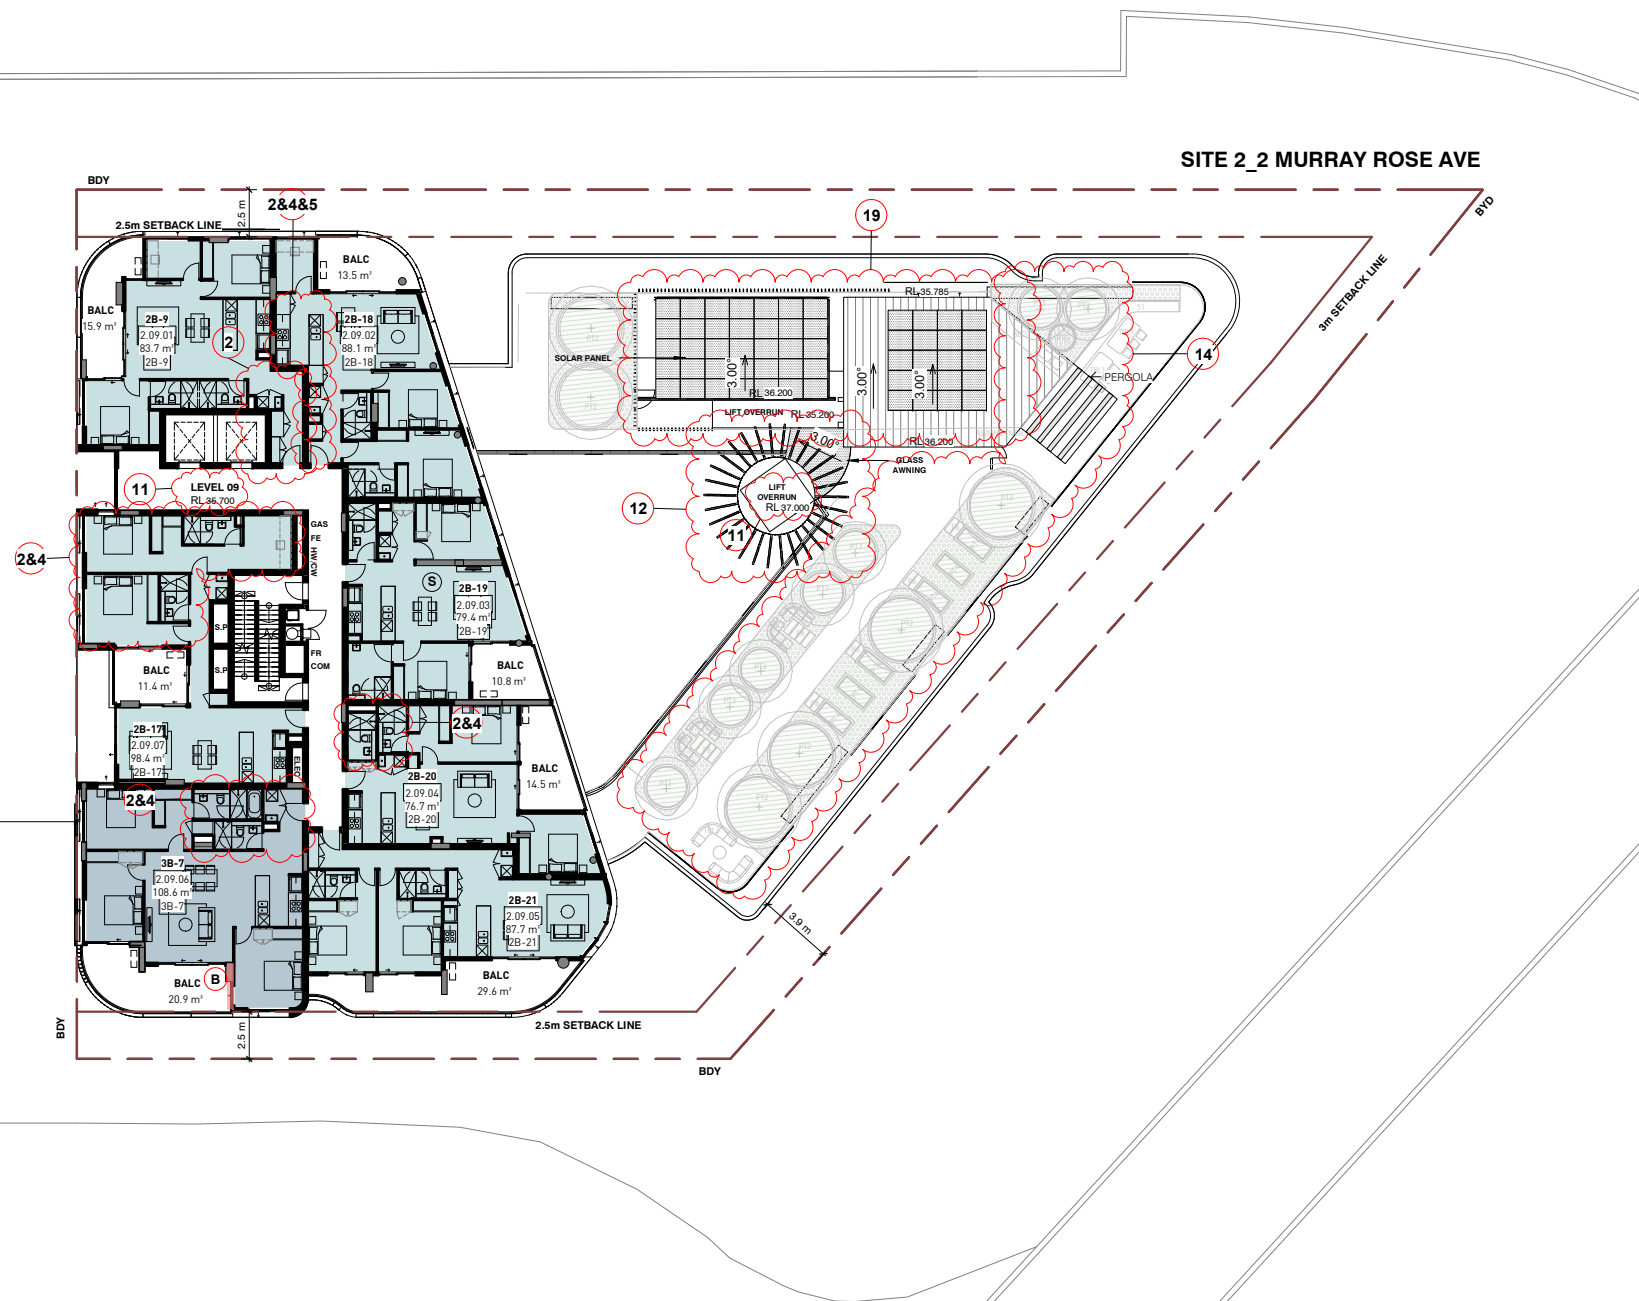 SITE 2_2 MURRAY ROSE AVE
BDY
BYD
2.5 m
2&4&5
2.5m SETBACK LINE
19
3m SETBACK LINE
BALC
13.5 m²
BALC
15.9 m²
2B-9
2.09.01
83.7 m²
2B-9
2
2B-18
2.09.02
88.1 m²
2B-18
RL 35.785
SOLAR PANEL
3.00°
3.00°
3.00°
RL 36.200
LIFT OVERRUN
RL 35.200
RL 36.200
3.00°
14
PERGOLA
GLASS
AWNING
11
LEVEL 09
RL 35.700
12
LIFT
OVERRUN
RL 37.000
11
2&4
GAS
FE
HW/CW
S
2B-19
2.09.03
79.4 m²
2B-19
S.P
S.P
FR
COM
BALC
11.4 m²
BALC
10.8 m²
2B-17
2.09.07
98.4 m²
2B-17
ELEC
2&4
2B-20
2.09.04
76.7 m²
2B-20
BALC
14.5 m²
2&4
3B-7
2.09.06
108.6 m²
3B-7
2B-21
2.09.05
87.7 m²
2B-21
B
BALC
20.9 m²
BALC
29.6 m²
3.9 m
BDY
2.5 m
2.5m SETBACK LINE
BDY